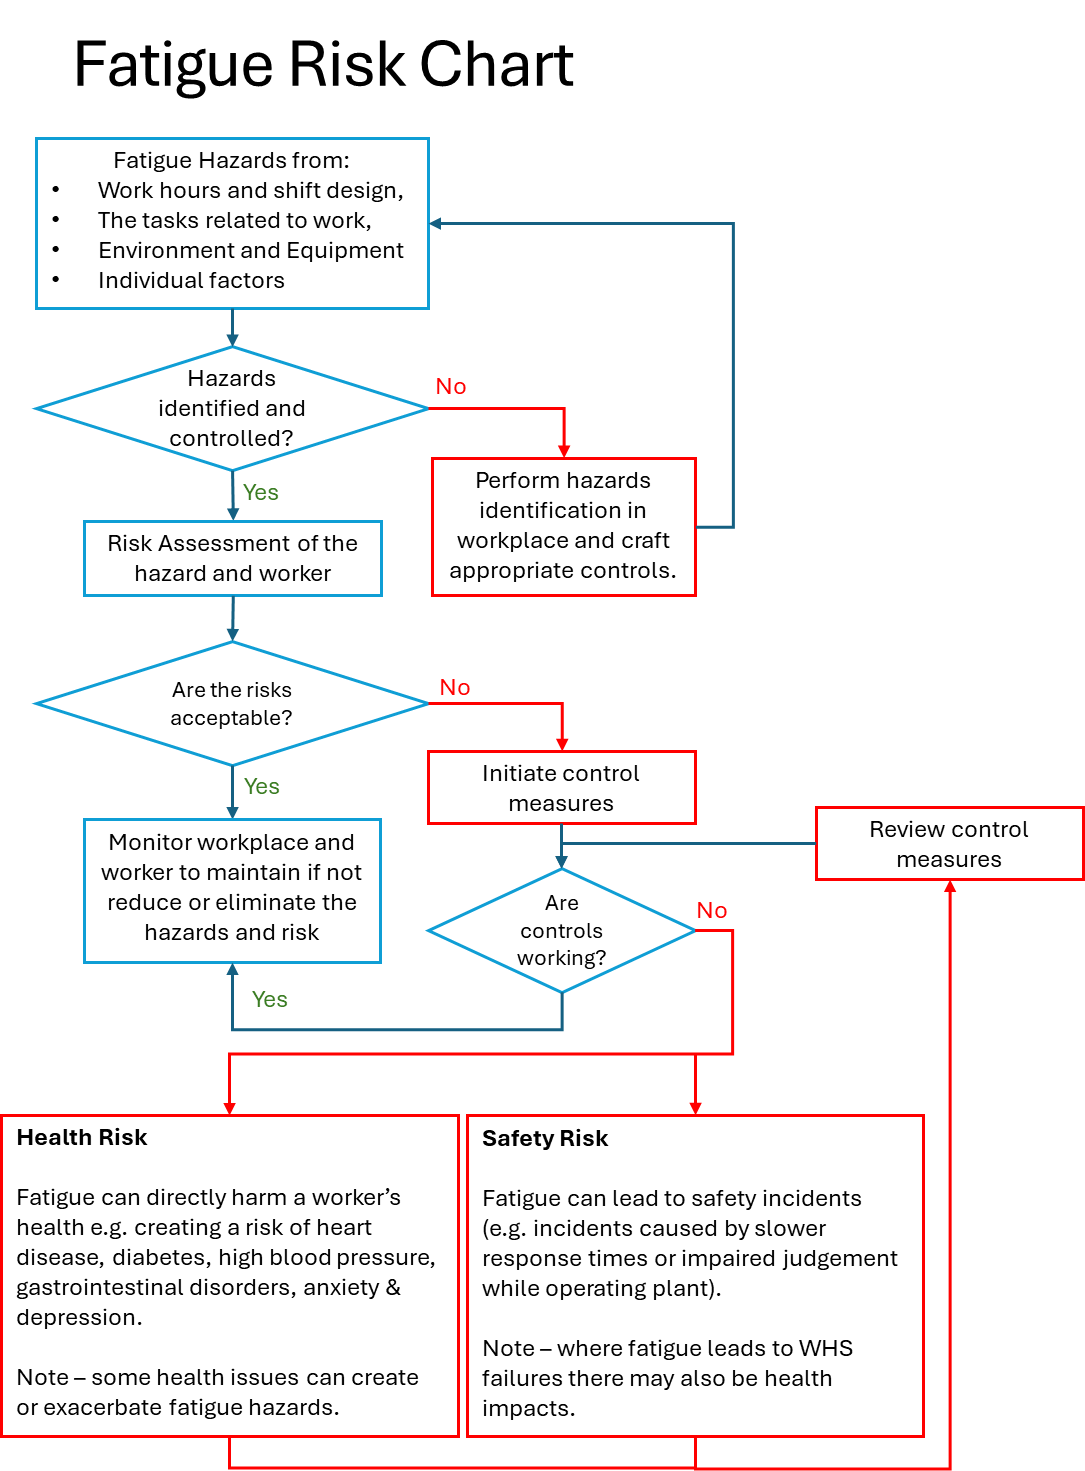 Fatigue Risk Chart
Fatigue Hazards from:
• Work hours and shift design,
• The tasks related to work,
• Environment and Equipment
• Individual factors
Hazards
identified and
controlled?
No
Yes
Perform hazards
identification in
workplace and craft
appropriate controls.
Risk Assessment of the
hazard and worker
Are the risks
acceptable?
No
Yes
Initiate control
measures
Monitor workplace and
worker to maintain if not
reduce or eliminate the
hazards and risk
Review control
measures
Are
controls
working?
No
Yes
Health Risk
Fatigue can directly harm a worker’s
health e.g. creating a risk of heart
disease, diabetes, high blood pressure,
gastrointestinal disorders, anxiety &
depression.
Note – some health issues can create
or exacerbate fatigue hazards.
Safety Risk
Fatigue can lead to safety incidents
(e.g. incidents caused by slower
response times or impaired judgement
while operating plant).
Note – where fatigue leads to WHS
failures there may also be health
impacts.